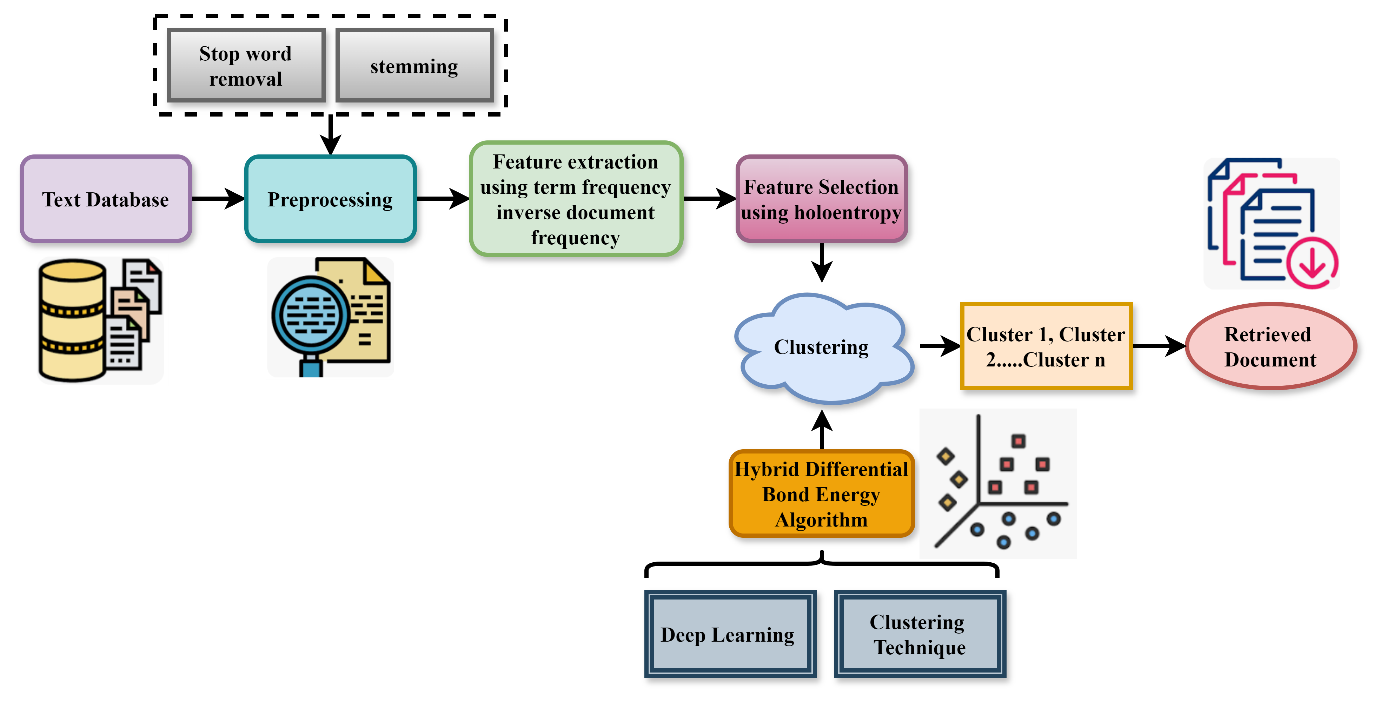 Stop word
removal
stemming
Text Database
Preprocessing
Feature extraction
using term frequency
inverse document
frequency
Feature Selection
using holoentropy
Clustering
Cluster 1, Cluster
2.....Cluster n
Retrieved
Document
Hybrid Differential
Bond Energy
Algorithm
Deep Learning
Clustering
Technique